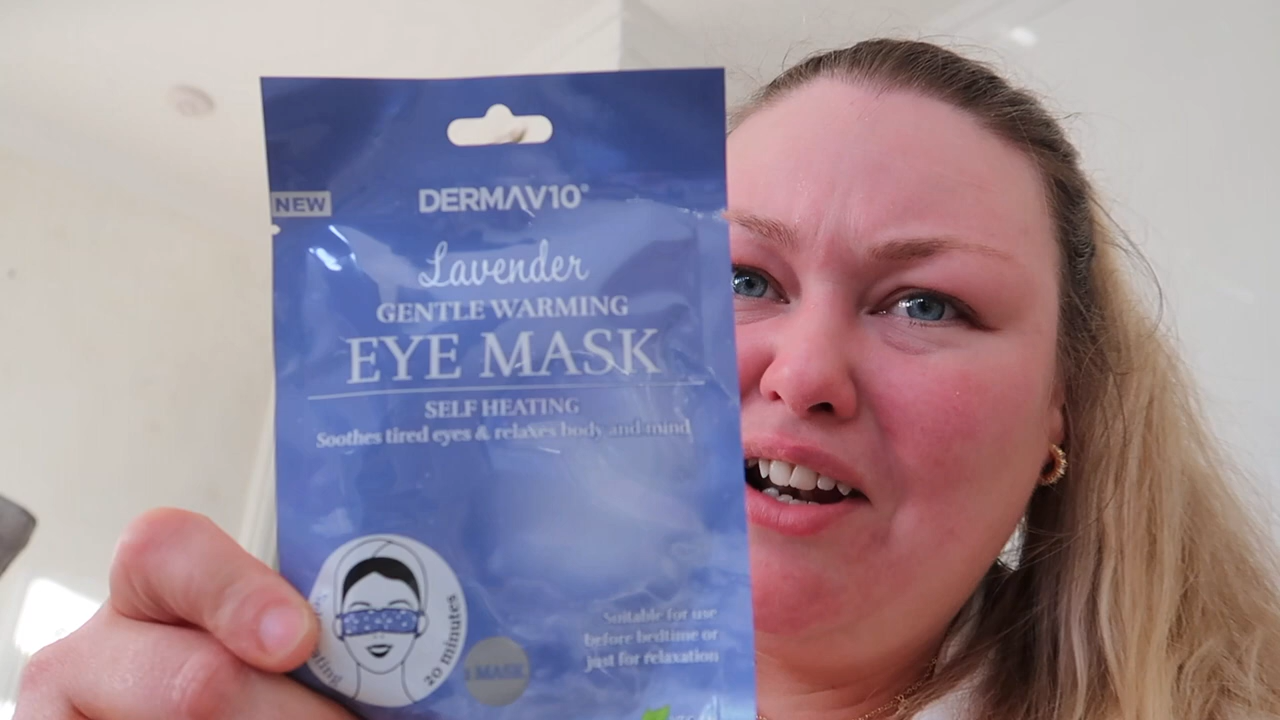 NEW
DERMAV10®
Lavender
GENTLE WARMING
EYE MASK
SELF HEATING
Soothes tired eyes & relaxes body and mind
20 minutes
1 MASK
Suitable for use
before bedtime or
just for relaxation